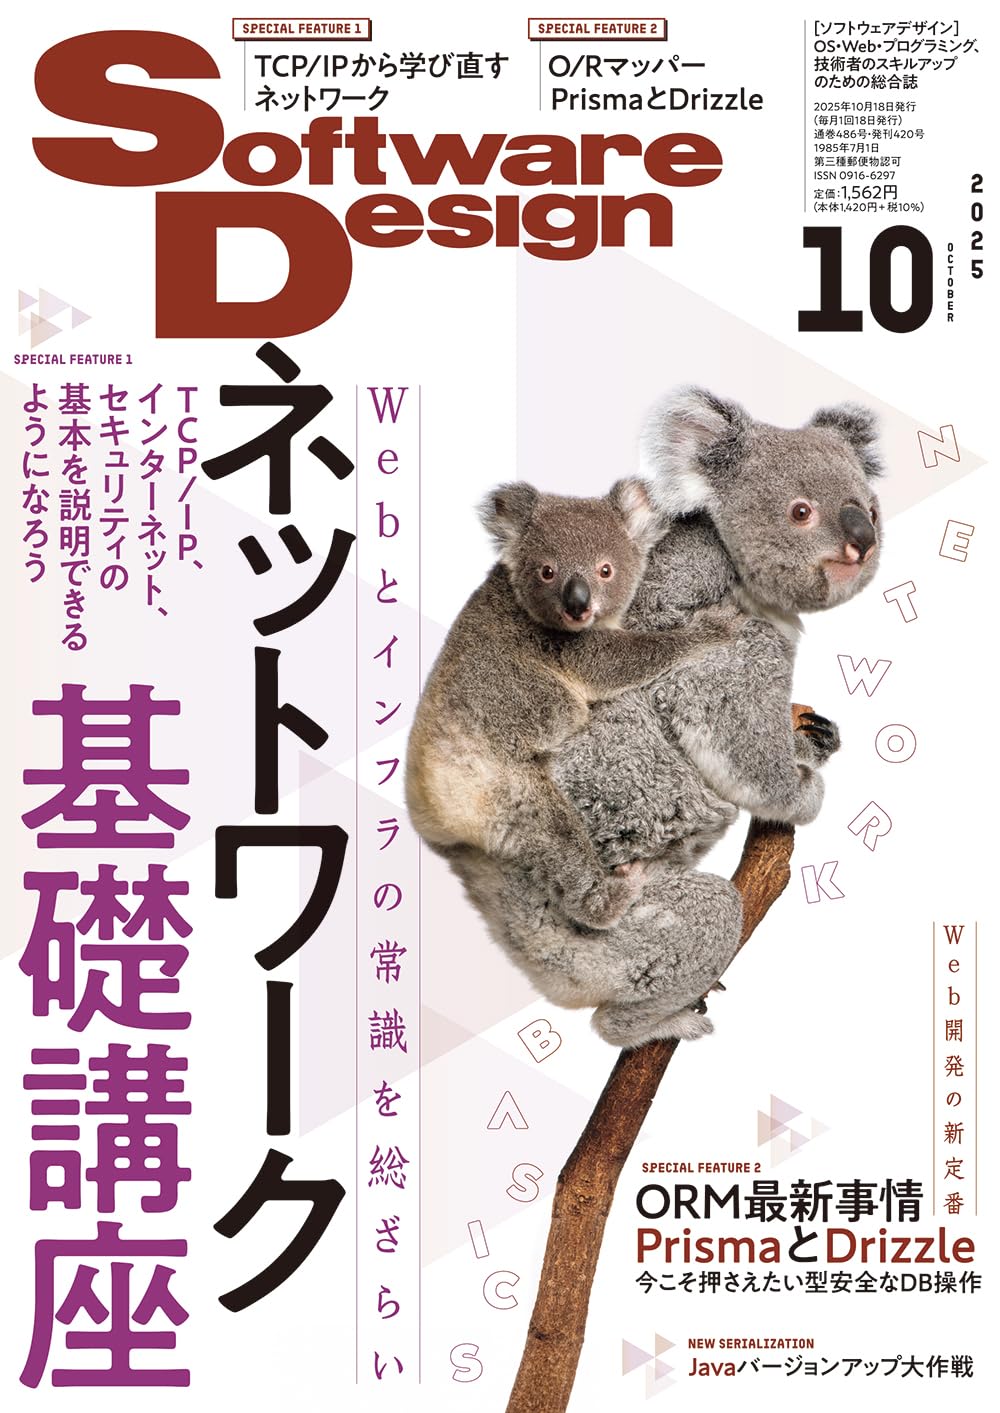 SPECIAL FEATURE 1
TCP/IPから学び直す
ネットワーク
SPECIAL FEATURE 2
O/Rマッパー
PrismaとDrizzle
[ソフトウェアデザイン]
OS・Web・プログラミング、
技術者のスキルアップ
のための総合誌
2025年10月18日発行
(毎月1回18日発行)
通巻486号・発刊420号
1985年7月1日
第三種郵便物認可
ISSN 0916-6297
定価:1,562円
(本体1,420円+税10%)
Software
Design
2025
10
OCTOBER
SPECIAL FEATURE 1
Webとインフラの常識を総ざらい
ネットワーク
TCP/IP、
インターネット、
セキュリティの
基本を説明できる
ようになろう
基礎講座
NETWORK
BASICS
Web開発の新定番
SPECIAL FEATURE 2
ORM最新事情
PrismaとDrizzle
今こそ押さえたい型安全なDB操作
NEW SERIALIZATION
Javaバージョンアップ大作戦